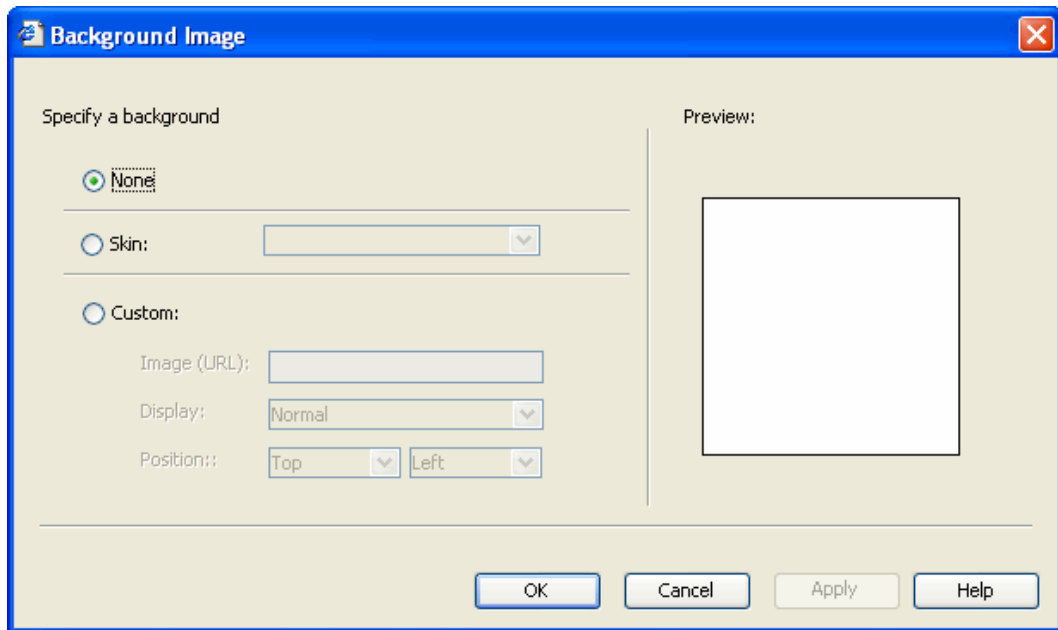 Background Image
Specify a background
Preview:
None
Skin:
Custom:
Image (URL):
Display: Normal
Position:: Top Left
OK Cancel Apply Help